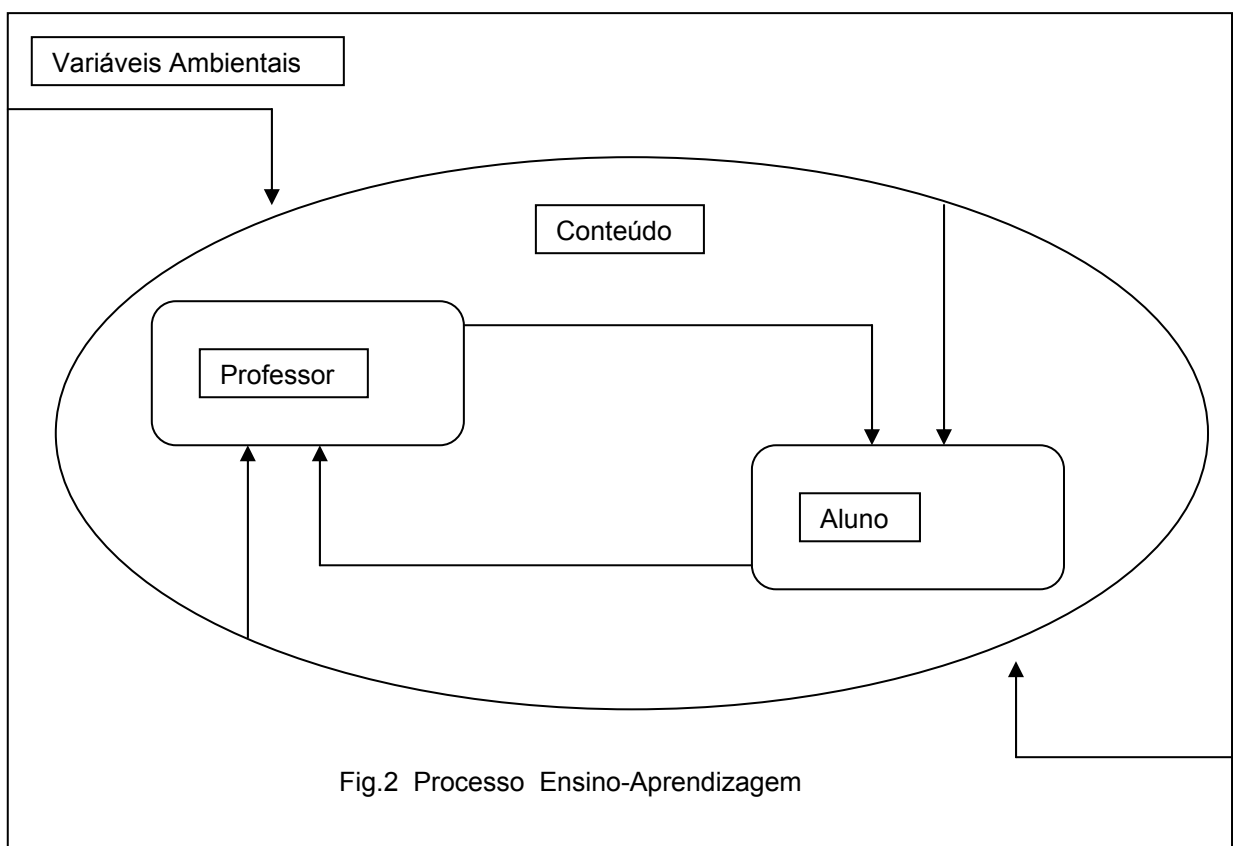 Variáveis Ambientais
Conteúdo
Professor
Aluno
Fig.2 Processo Ensino-Aprendizagem